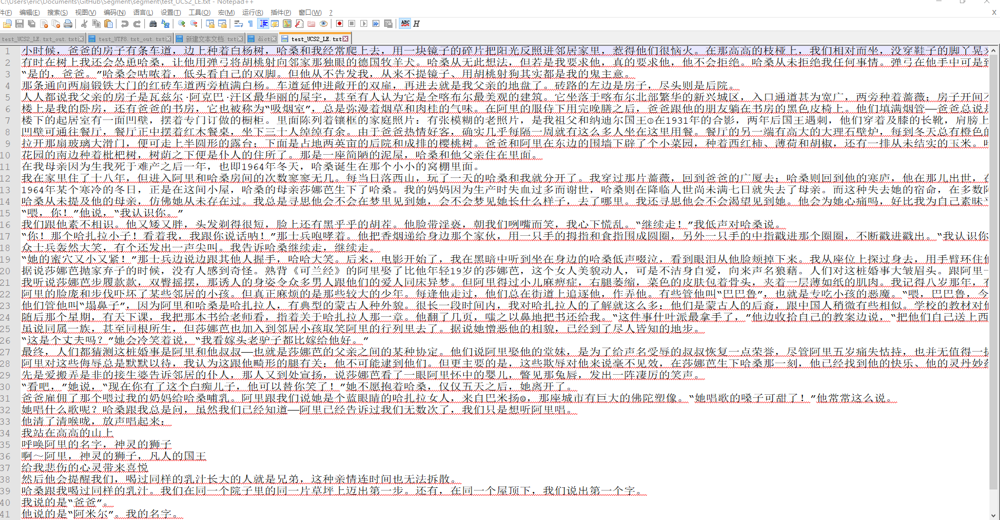 C:\Users\eric\Documents\GitHub\Segment\segment\test_UCS2_LE.txt - Notepad++
件(F) 编辑(E) 搜索(S) 视图(V) 编码(N) 语言(L) 设置(T) 工具(O) 宏(M) 运行(R) 插件(P) 窗口(W) ? X
test_UCS2_LE.txt_out.txt test_UTF8.txt_out.txt 新建文本文档.txt dict test_UCS2_LE.txt
1 小时候，爸爸的房子有条车道，边上种着白杨树，哈桑和我经常爬上去，用一块镜子的碎片把阳光反照进邻居家里，惹得他们很恼火。在那高高的枝桠上，我们相对而坐，没穿鞋子的脚丫晃来
2 有时在树上我还会怂恿哈桑，让他用弹弓将胡桃射向邻家那独眼的德国牧羊犬。哈桑从无此想法，但若是我要求他，真的要求他，他不会拒绝。哈桑从未拒绝我任何事情。弹弓在他手中可是致
3 “是的，爸爸。”哈桑会咕哝着，低头看自己的双脚。但他从不告发我，从来不提镜子、用胡桃射狗其实都是我的鬼主意。
4 那条通向两扇锻铁大门的红砖车道两旁植满白杨。车道延伸进敞开的双扉，再进去就是我父亲的地盘了。砖路的左边是房子，尽头则是后院。
5 人人都说我父亲的房子是瓦兹尔·阿克巴·汗区最华丽的屋宇，甚至有人认为它是全喀布尔最美观的建筑。它坐落于喀布尔北部繁华的新兴城区，入口通道甚为宽广，两旁种着蔷薇；房子开间不
6 楼上是我的卧房，还有爸爸的书房，它也被称为“吸烟室”，总是弥漫着烟草和肉桂的气味。在阿里的服侍下用完晚膳之后，爸爸跟他的朋友躺在书房的黑色皮椅上。他们填满烟管——爸爸总说是
7 楼下的起居室有一面凹壁，摆着专门订做的橱柜。里面陈列着镶框的家庭照片：有张模糊的老照片，是我祖父和纳迪尔国王①在1931年的合影，两年后国王遇刺，他们穿着及膝的长靴，肩膀上
8 凹壁可通往餐厅，餐厅正中摆着红木餐桌，坐下三十人绰绰有余。由于爸爸热情好客，确实几乎每隔一周就有这么多人坐在这里用餐。餐厅的另一端有高大的大理石壁炉，每到冬天总有橙色的
9 拉开那扇玻璃大滑门，便可走上半圆形的露台；下面是占地两英亩的后院和成排的樱桃树。爸爸和阿里在东边的围墙下辟了个小菜园，种着西红柿、薄荷和胡椒，还有一排从未结实的玉米。
10 花园的南边种着枇杷树，树荫之下便是仆人的住所了。那是一座简陋的泥屋，哈桑和他父亲住在里面。
11 在我母亲因为生我死于难产之后一年，也即1964年冬天，哈桑诞生在那个小小的窝棚里面。
12 我在家里住了十八年，但进入阿里和哈桑房间的次数寥寥无几。每当日落西山，玩了一天的哈桑和我就分开了。我穿过那片蔷薇，回到爸爸的广厦去；哈桑则回到他的寒庐，他在那儿出世，在
13 1964年某个寒冷的冬日，正是在这间小屋，哈桑的母亲莎娜芭生下了哈桑。我的妈妈因为生产时失血过多而谢世，哈桑则在降临人世尚未满七日就失去了母亲。而这种失去她的宿命，在多数阿
14 哈桑从未提及他的母亲，仿佛她从未存在过。我总是寻思他会不会在梦里见到她，会不会梦见她长什么样子，去了哪里。我还寻思他会不会渴望见到她。他会为她心痛吗，好比我为自己素昧平
15 “喂，你！”他说，“我认识你。”
16 我们跟他素不相识。他又矮又胖，头发剃得很短，脸上还有黑乎乎的胡茬。他脸带淫亵，朝我们咧嘴而笑，我心下慌乱。“继续走！”我低声对哈桑说。
17 “你！那个哈扎拉小子！看着我，我跟你说话呐！”那士兵咆哮着。他把香烟递给身边那个家伙，用一只手的拇指和食指围成圆圈，另外一只手的中指戳进那个圈圈，不断戳进戳出。“我认识你
18 众士兵轰然大笑，有个还发出一声尖叫。我告诉哈桑继续走，继续走。
19 “她的蜜穴又小又紧！”那士兵边说边跟其他人握手，哈哈大笑。后来，电影开始了，我在黑暗中听到坐在身边的哈桑低声啜泣，看到眼泪从他脸颊掉下来。我从座位上探过身去，用手臂环住他
20 据说莎娜芭抛家弃子的时候，没有人感到奇怪。熟背《可兰经》的阿里娶了比他年轻19岁的莎娜芭，这个女人美貌动人，可是不洁身自爱，向来声名狼藉。人们对这桩婚事大皱眉头。跟阿里一
21 我听说莎娜芭步履款款，双臀摇摆，那诱人的身姿令众多男人跟他们的爱人同床异梦。但阿里得过小儿麻痹症，右腿萎缩，菜色的皮肤包着骨头，夹着一层薄如纸的肌肉。我记得八岁那年，有
22 阿里的脸庞和步伐吓坏了某些邻居的小孩。但真正麻烦的是那些较大的少年。每逢他走过，他们总在街道上追逐他，作弄他。有些管他叫“巴巴鲁”，也就是专吃小孩的恶魔。“喂，巴巴鲁，今
23 他们管他叫“塌鼻子”，因为阿里和哈桑是哈扎拉人，有典型的蒙古人种外貌。很长一段时间内，我对哈扎拉人的了解就这么多：他们是蒙古人的后裔，跟中国人稍微有些相似。学校的教材对他
24 随后那个星期，有天下课，我把那本书给老师看，指着关于哈扎拉人那一章。他翻了几页，嗤之以鼻地把书还给我。“这件事什叶派最拿手了，”他边收拾自己的教案边说，“把他们自己送上西
25 虽说同属一族，甚至同根所生，但莎娜芭也加入到邻居小孩取笑阿里的行列里去了。据说她憎恶他的相貌，已经到了尽人皆知的地步。
26 “这是个丈夫吗？”她会冷笑着说，“我看嫁头老驴子都比嫁给他好。”
27 最终，人们都猜测这桩婚事是阿里和他叔叔——也就是莎娜芭的父亲之间的某种协定。他们说阿里娶他的堂妹，是为了给声名受辱的叔叔恢复一点荣誉，尽管阿里五岁痛失怙持，也并无值得一提
28 阿里对这些侮辱总是默默以待，我认为这跟他畸形的腿有关：他不可能逮到他们。但更主要的是，这些欺辱对他来说毫不见效，在莎娜芭生下哈桑那一刻，他已经找到他的快乐、他的灵丹妙药
29 先是爱搬弄是非的接生婆告诉邻居的仆人，那人又到处宣扬，说莎娜芭看了一眼阿里怀中的婴儿，瞥见那兔唇，发出一阵凄厉的笑声。
30 “看吧，”她说，“现在你有了这个白痴儿子，他可以替你笑了！”她不愿抱着哈桑，仅仅五天之后，她离开了。
31 爸爸雇佣了那个喂过我的奶妈给哈桑哺乳。阿里跟我们说她是个蓝眼睛的哈扎拉女人，来自巴米扬，那座城市有巨大的佛陀塑像。“她唱歌的嗓子可甜了！”他常常这么说。
32 她唱什么歌呢？哈桑跟我总是问，虽然我们已经知道——阿里已经告诉过我们无数次了，我们只是想听阿里唱。
33 他清了清喉咙，放声唱起来：
34 我站在高高的山上
35 呼唤阿里的名字，神灵的狮子
36 啊～阿里，神灵的狮子，凡人的国王
37 给我悲伤的心灵带来喜悦
38 然后他会提醒我们，喝过同样的乳汁长大的人就是兄弟，这种亲情连时间也无法拆散。
39 哈桑跟我喝过同样的乳汁。我们在同一个院子里的同一片草坪上迈出第一步。还有，在同一个屋顶下，我们说出第一个字。
40 我说的是“爸爸”。
41 他说的是“阿米尔”。我的名字。